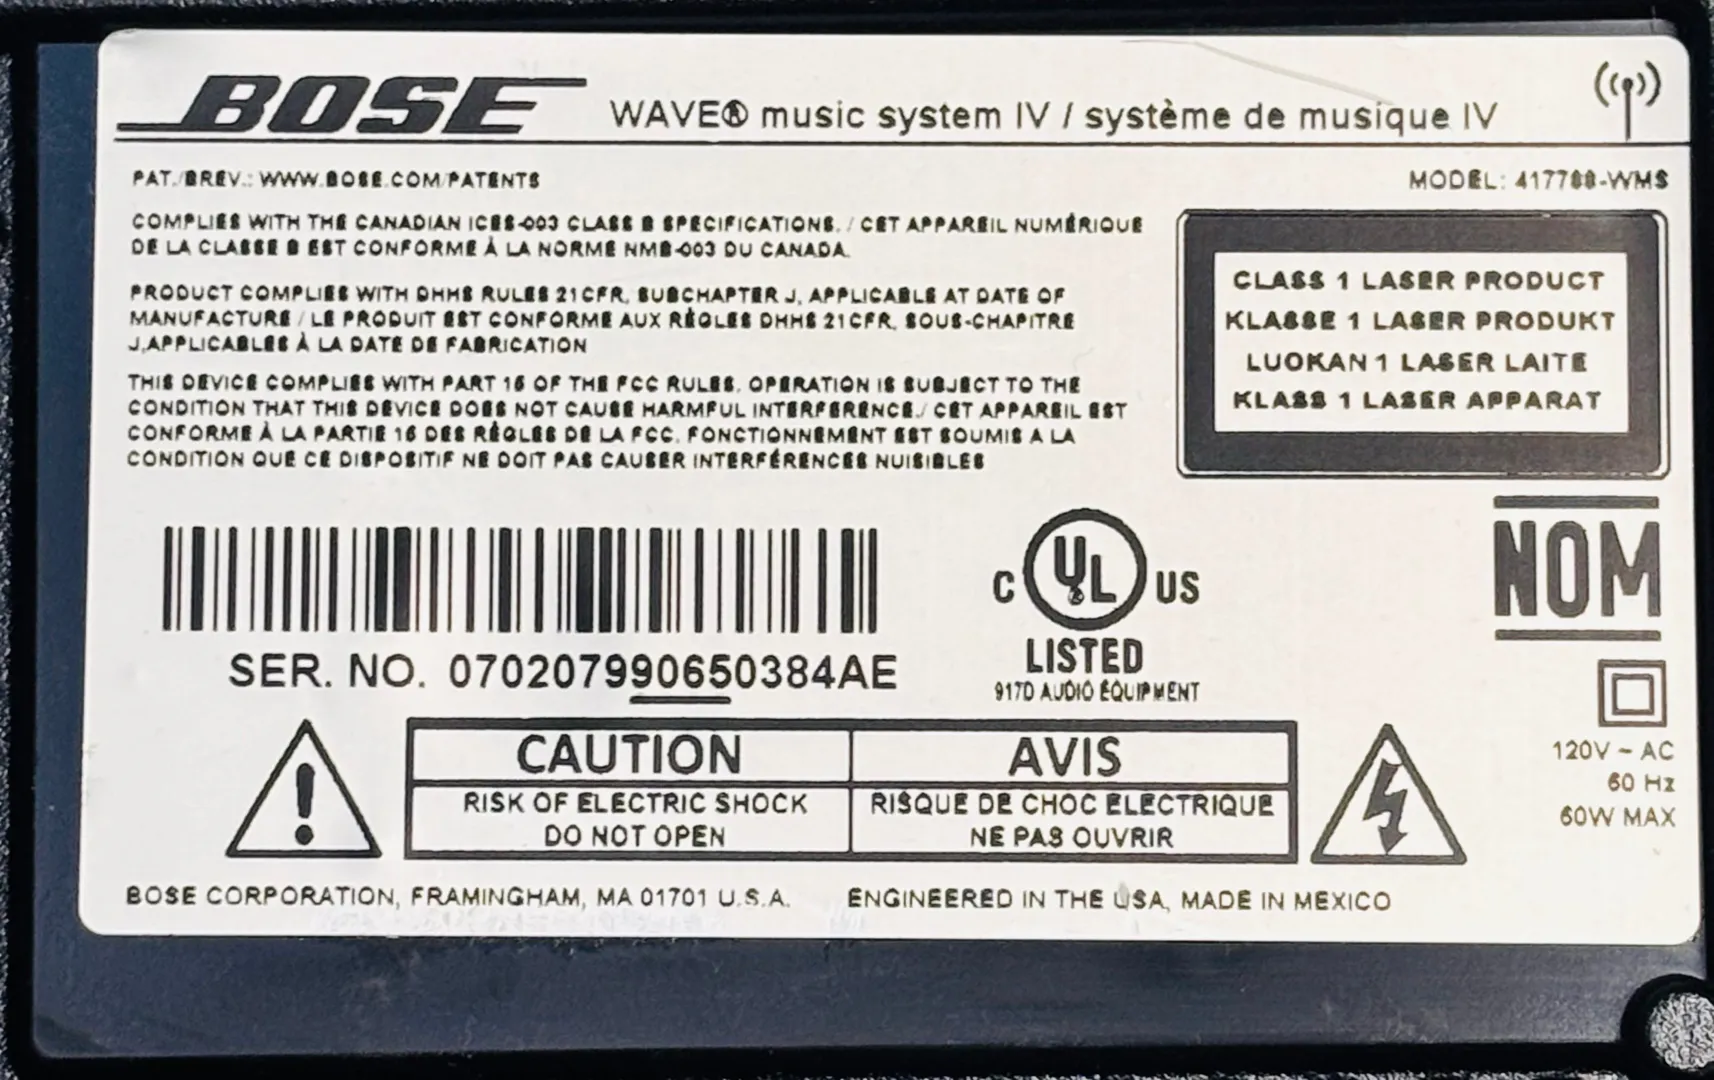 BOSE WAVE® music system IV / système de musique IV
PAT./BREV.: WWW.BOSE.COM/PATENTS
MODEL: 417788-WMS
COMPLIES WITH THE CANADIAN ICES-003 CLASS B SPECIFICATIONS. / CET APPAREIL NUMÉRIQUE
DE LA CLASSE B EST CONFORME À LA NORME NMB-003 DU CANADA.
PRODUCT COMPLIES WITH DHHS RULES 21CFR, SUBCHAPTER J, APPLICABLE AT DATE OF
MANUFACTURE / LE PRODUIT EST CONFORME AUX RÈGLES DHHS 21CFR, SOUS-CHAPITRE
J,APPLICABLES À LA DATE DE FABRICATION
THIS DEVICE COMPLIES WITH PART 15 OF THE FCC RULES. OPERATION IS SUBJECT TO THE
CONDITION THAT THIS DEVICE DOES NOT CAUSE HARMFUL INTERFERENCE./ CET APPAREIL EST
CONFORME À LA PARTIE 15 DES RÈGLES DE LA FCC. FONCTIONNEMENT EST SOUMIS A LA
CONDITION QUE CE DISPOSITIF NE DOIT PAS CAUSER INTERFÉRENCES NUISIBLES
CLASS 1 LASER PRODUCT
KLASSE 1 LASER PRODUKT
LUOKAN 1 LASER LAITE
KLASS 1 LASER APPARAT
SER. NO. 070207990650384AE
C UL US
LISTED
917D AUDIO EQUIPMENT
NOM
120V ~ AC
60 Hz
60W MAX
CAUTION
RISK OF ELECTRIC SHOCK
DO NOT OPEN
AVIS
RISQUE DE CHOC ELECTRIQUE
NE PAS OUVRIR
BOSE CORPORATION, FRAMINGHAM, MA 01701 U.S.A.
ENGINEERED IN THE USA, MADE IN MEXICO